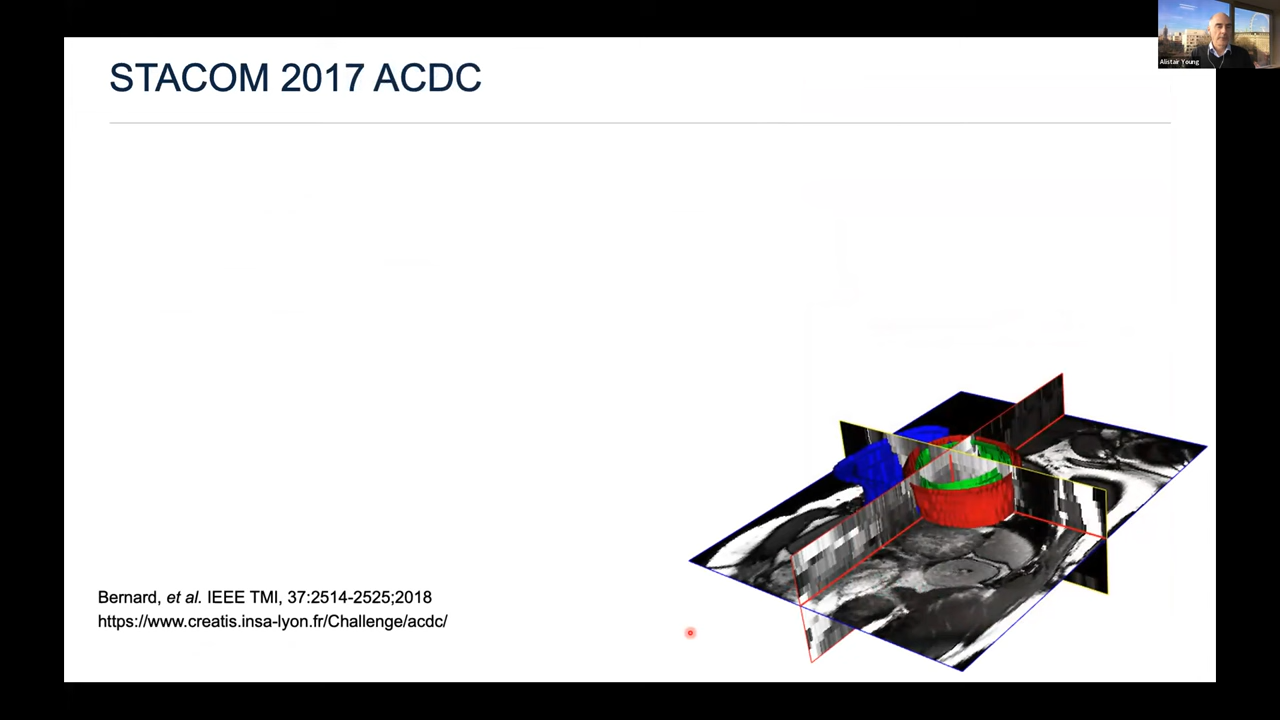 Alistair Young
STACOM 2017 ACDC
Bernard, et al. IEEE TMI, 37:2514-2525;2018
https://www.creatis.insa-lyon.fr/Challenge/acdc/